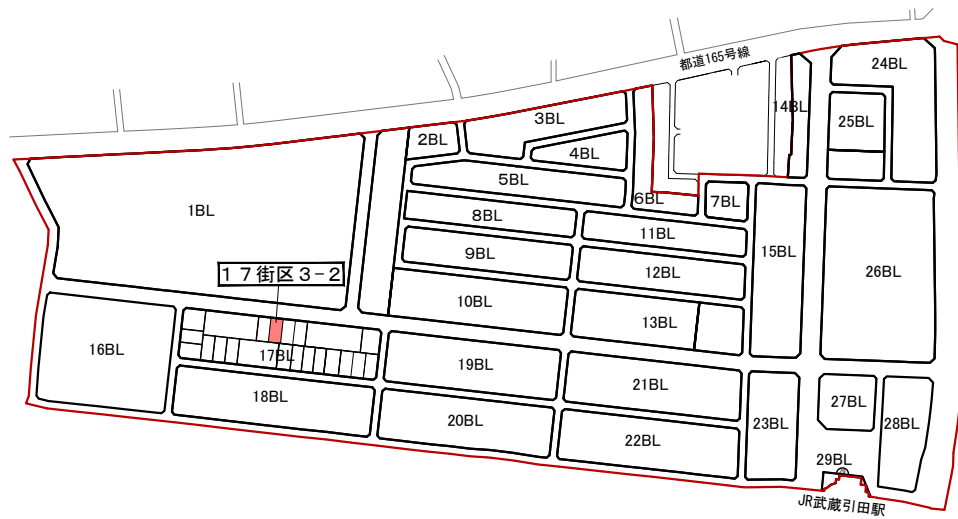 都道165号線
24BL
14BL
3BL
25BL
2BL
4BL
5BL
6BL
7BL
1BL
8BL
11BL
15BL
9BL
12BL
26BL
17街区3-2
10BL
13BL
16BL
17BL
19BL
21BL
18BL
20BL
22BL
23BL
27BL
28BL
29BL
JR武蔵引田駅